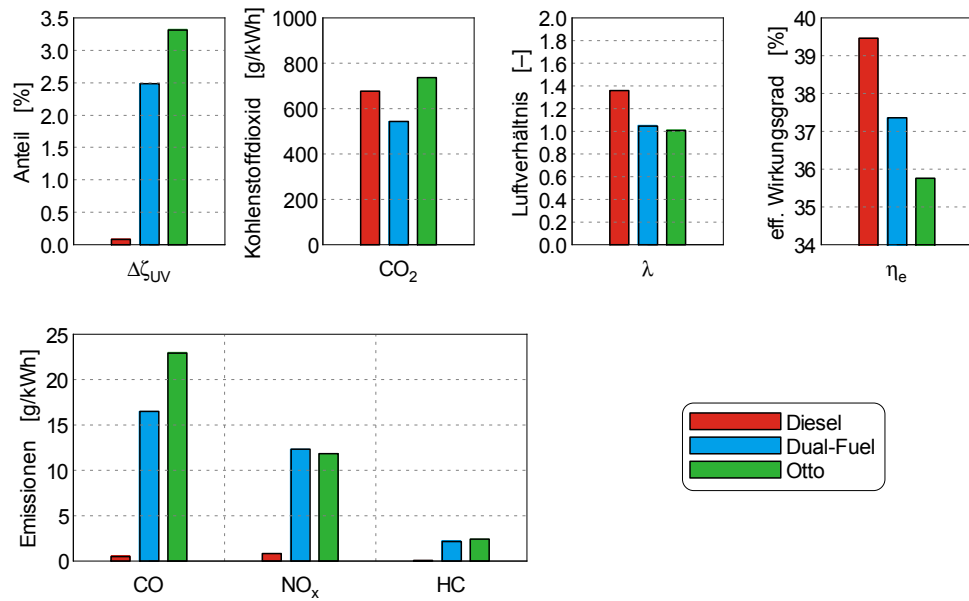 Anteil [%]
3.5
3.0
2.5
2.0
1.5
1.0
0.5
0.0
Δζ_UV
Kohlenstoffdioxid [g/kWh]
1000
800
600
400
200
0
CO₂
Luftverhältnis [–]
2.0
1.8
1.6
1.4
1.2
1.0
0.8
0.6
0.4
0.2
0.0
λ
eff. Wirkungsgrad [%]
40
39
38
37
36
35
34
ηₑ
Emissionen [g/kWh]
25
20
15
10
5
0
CO
NOₓ
HC
Diesel
Dual-Fuel
Otto